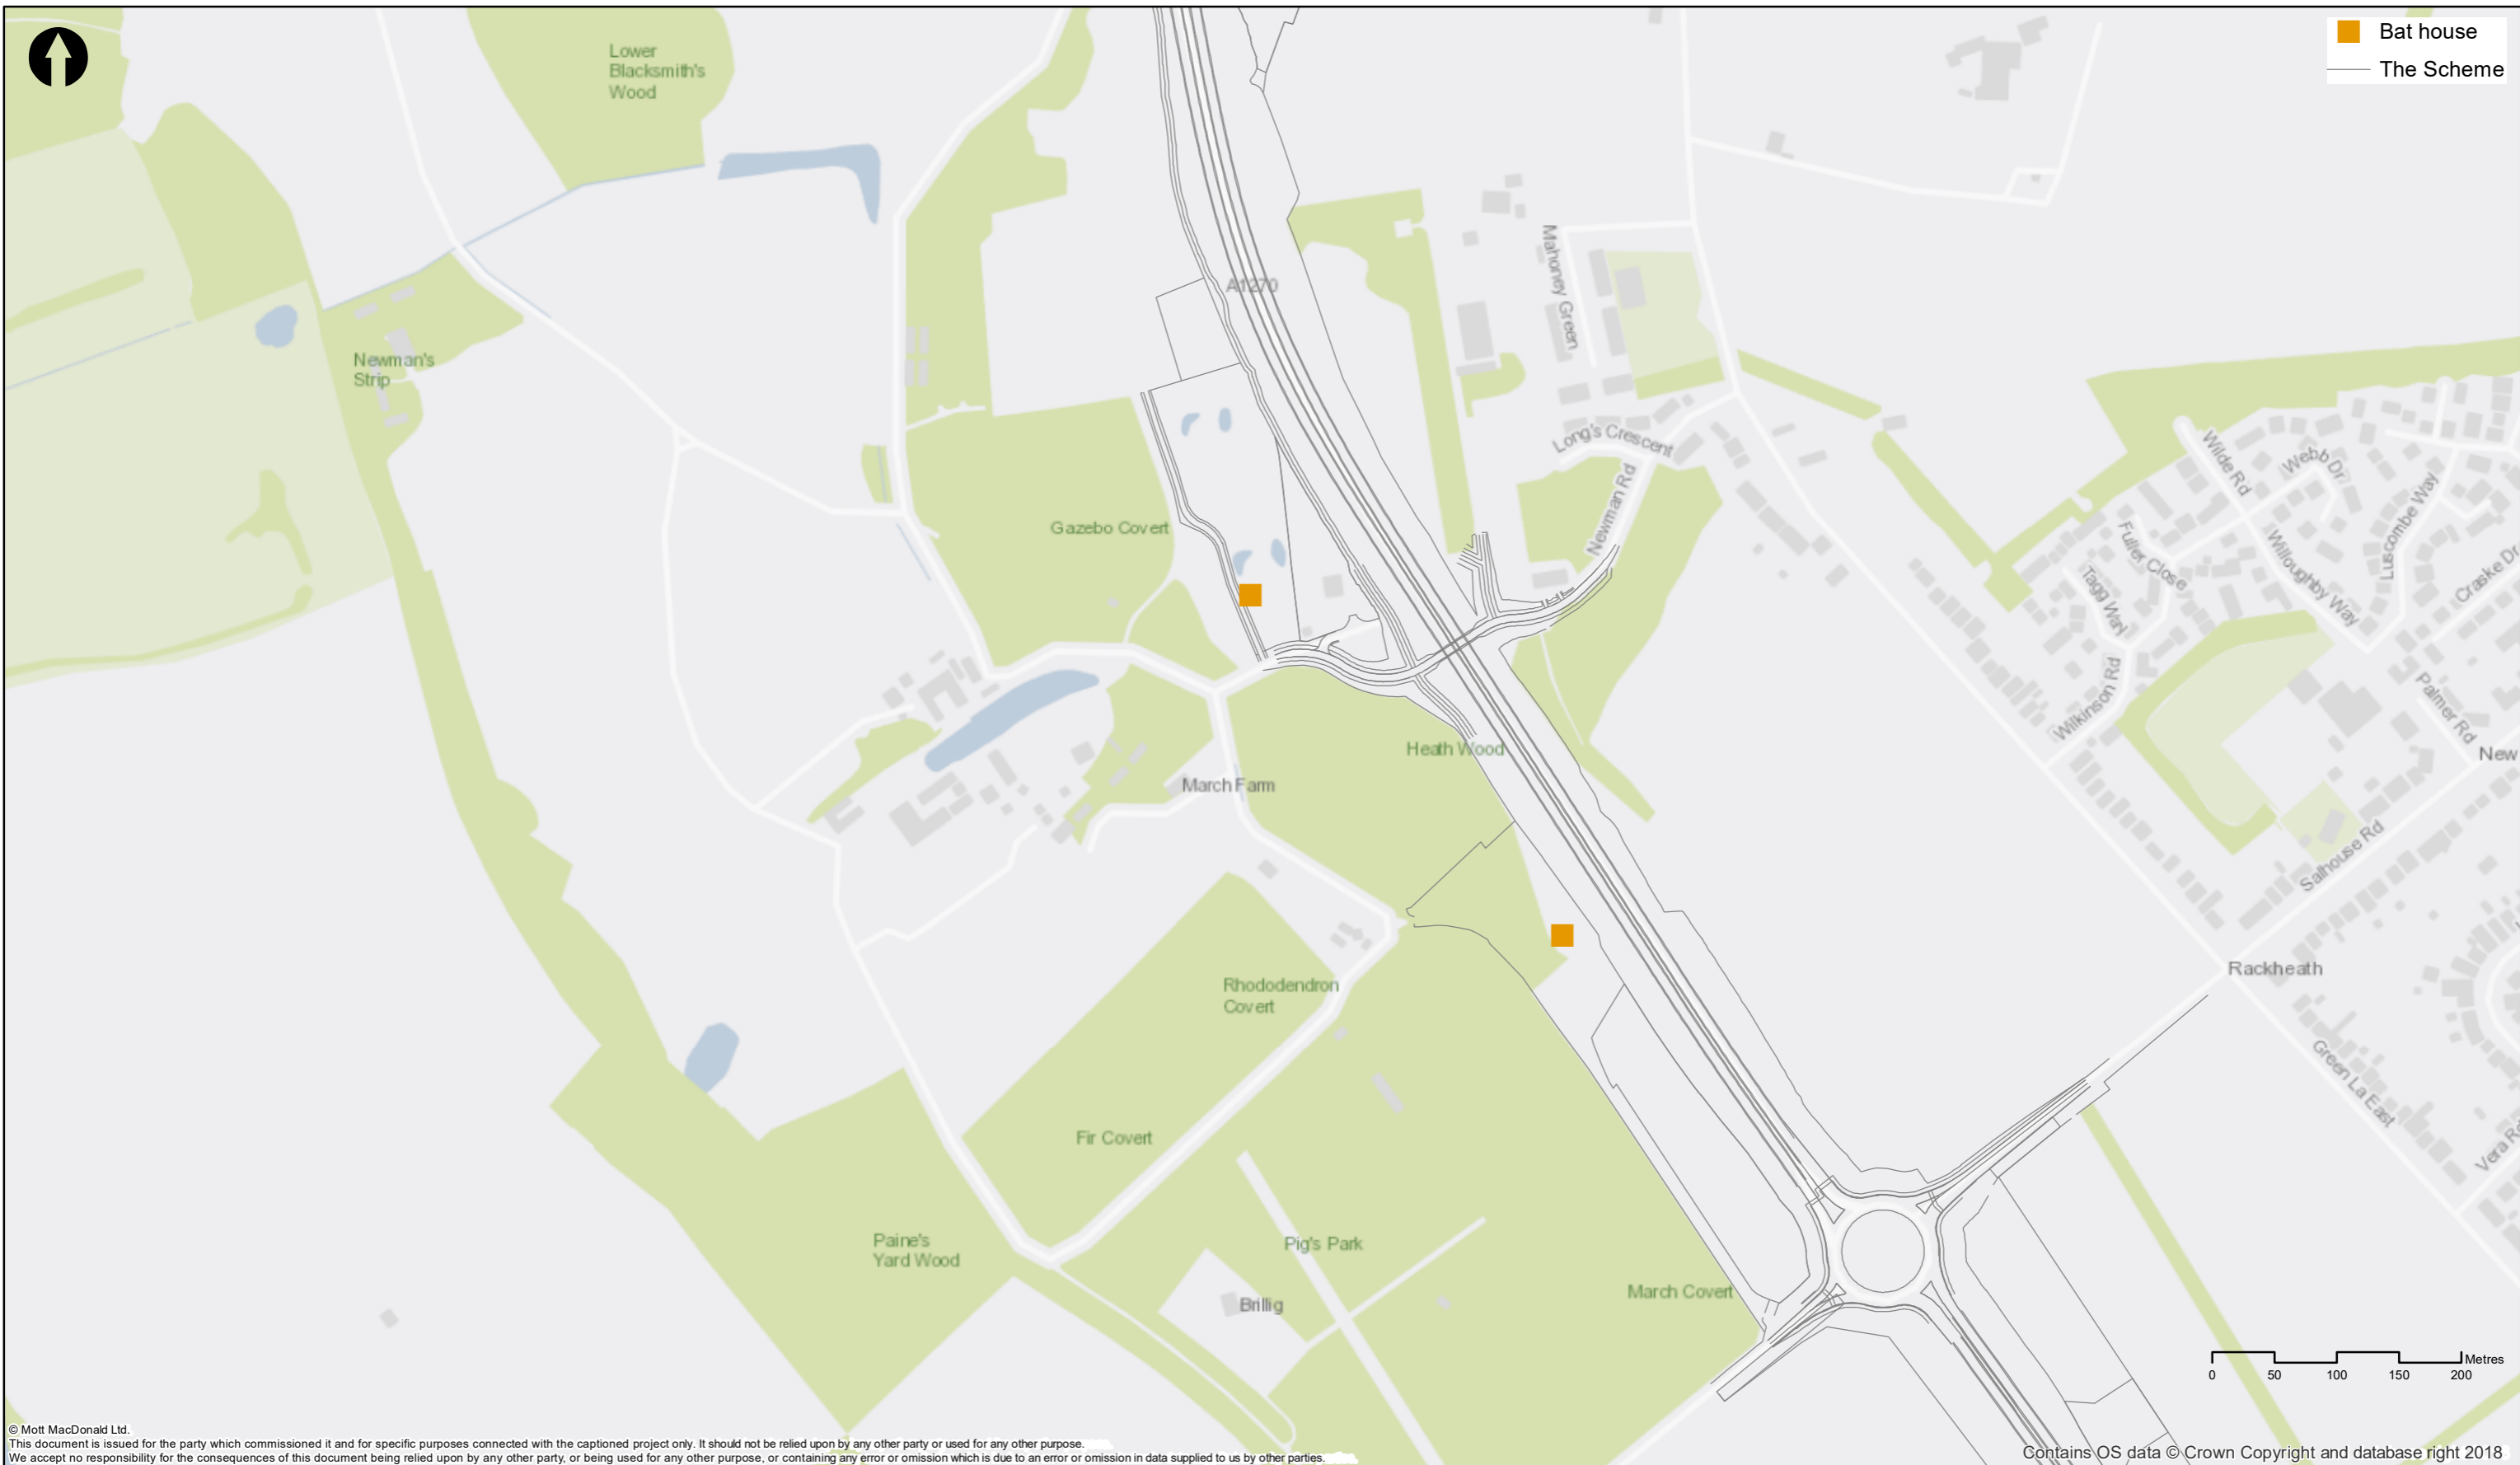 Bat house
The Scheme
Lower
Blacksmith's
Wood
A1270
Mahoney Green
Newman's
Strip
Long's Crescent
Newman Rd
Gazebo Covert
Wilde Rd
Webb Dr
Luscombe Way
Fuller Close
Tagg Way
Willoughby Way
Craske Dr
Wilkinson Rd
Palmer Rd
New
Heath Wood
March Farm
Salhouse Rd
Rackheath
Rhododendron
Covert
Green La East
Vera Rd
Fir Covert
Paine's
Yard Wood
Pig's Park
Brillig
March Covert
Metres
0 50 100 150 200
© Mott MacDonald Ltd.
This document is issued for the party which commissioned it and for specific purposes connected with the captioned project only. It should not be relied upon by any other party or used for any other purpose.
We accept no responsibility for the consequences of this document being relied upon by any other party, or being used for any other purpose, or containing any error or omission which is due to an error or omission in data supplied to us by other parties.
Contains OS data © Crown Copyright and database right 2018